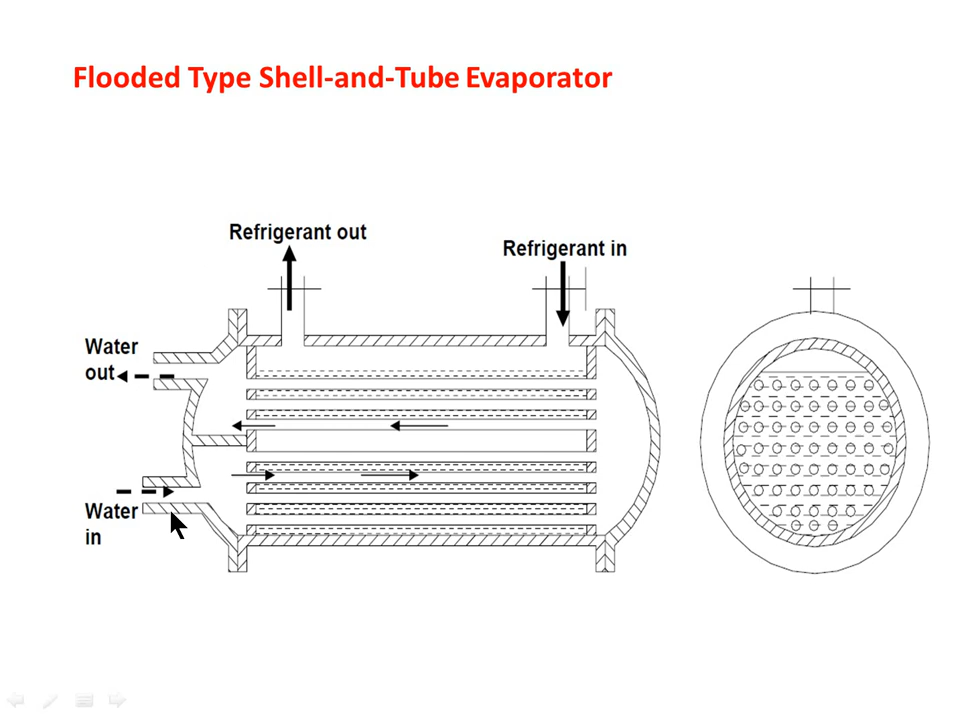 Flooded Type Shell-and-Tube Evaporator
Refrigerant out
Refrigerant in
Water
out
Water
in